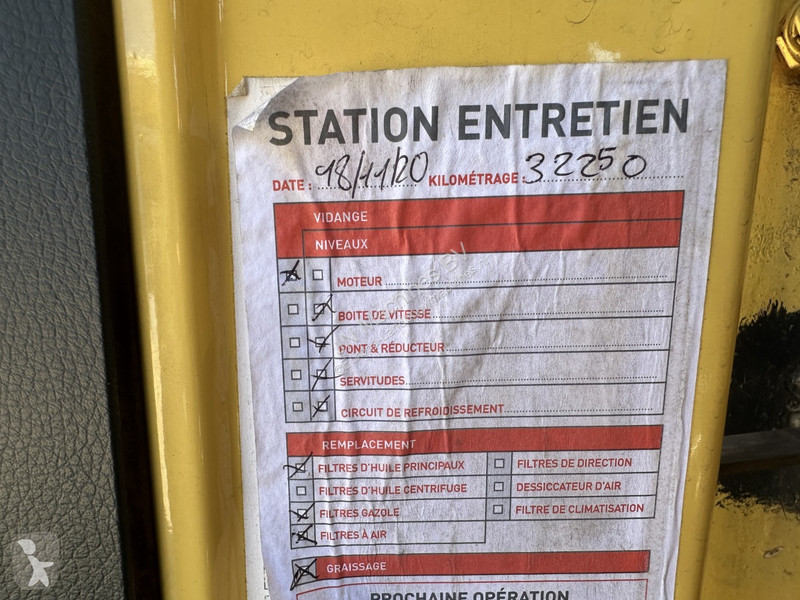 STATION ENTRETIEN
DATE : 18/11/20 KILOMÉTRAGE : 32250
VIDANGE
NIVEAUX
MOTEUR
BOITE DE VITESSE
PONT & RÉDUCTEUR
SERVITUDES
CIRCUIT DE REFROIDISSEMENT
REMPLACEMENT
FILTRES D'HUILE PRINCIPAUX FILTRES DE DIRECTION
FILTRES D'HUILE CENTRIFUGE DESSICCATEUR D'AIR
FILTRES GAZOLE FILTRE DE CLIMATISATION
FILTRES À AIR
GRAISSAGE
PROCHAINE OPÉRATION